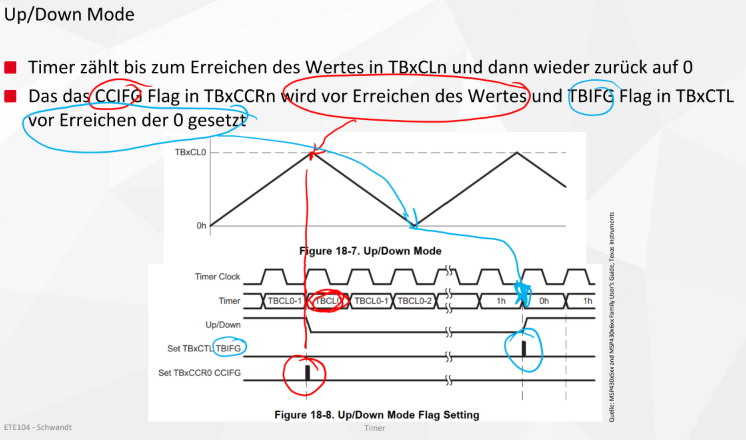 Up/Down Mode
Timer zählt bis zum Erreichen des Wertes in TBxCLn und dann wieder zurück auf 0
Das das CCIFG Flag in TBxCCRn wird vor Erreichen des Wertes und TBIFG Flag in TBxCTL
vor Erreichen der 0 gesetzt
TBxCL0
0h
Figure 18-7. Up/Down Mode
Timer Clock
Timer TBCL0-1 TBCL0 TBCL0-1 TBCL0-2 1h 0h 1h
Up/Down
Set TBxCTL TBIFG
Set TBxCCR0 CCIFG
Figure 18-8. Up/Down Mode Flag Setting
Quelle: MSP430x5xx and MSP430x6xx Family User's Guide, Texas Instruments
ETE104 - Schwandt
Timer